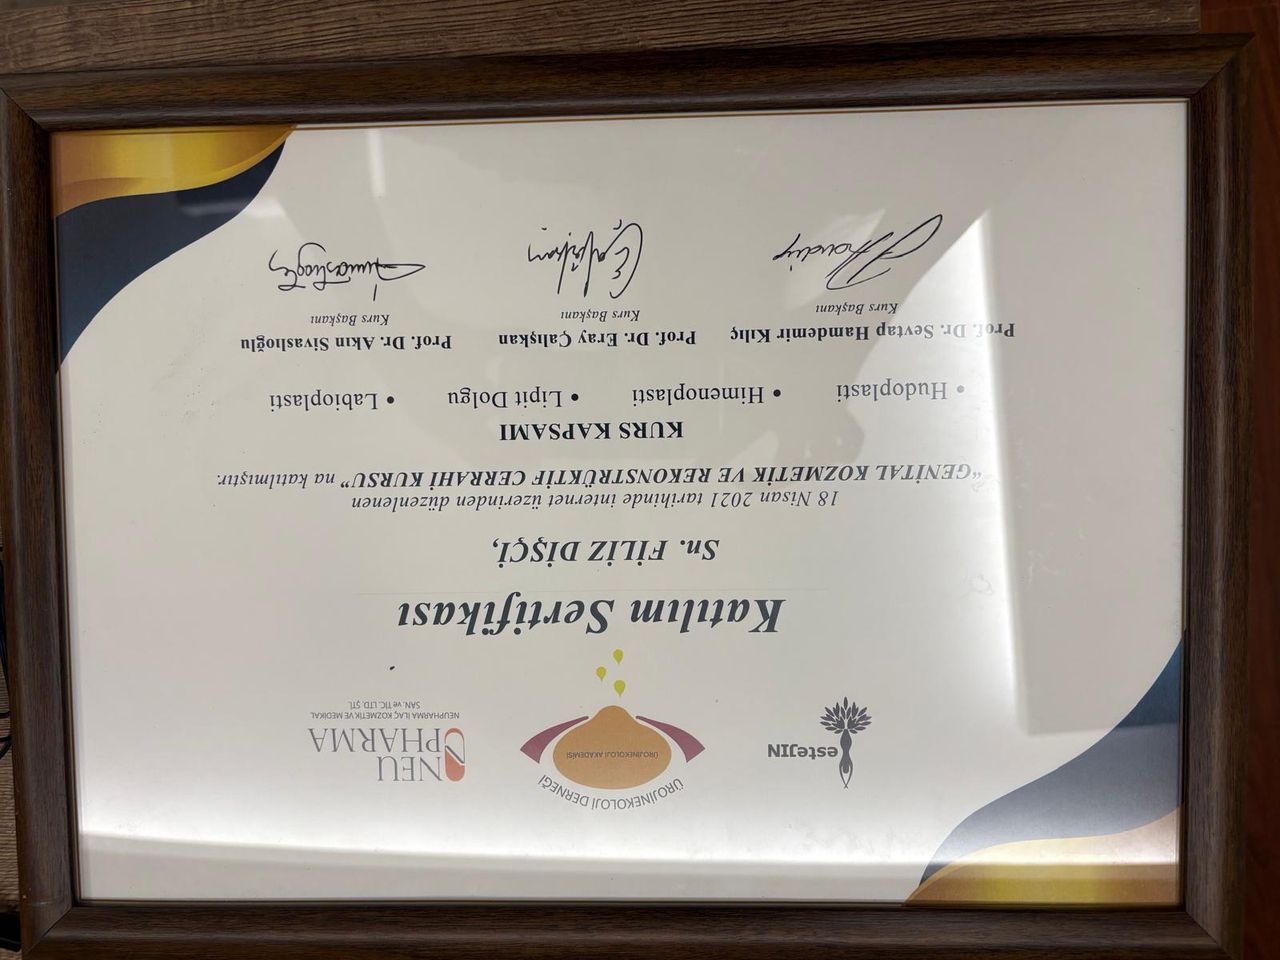 esteJIN
ÜROJİNEKOLOJİ DERNEĞİ
ÜROJİNEKOLOJİ AKADEMİSİ
NEU
PHARMA
NEUPHARMA İLAÇ KOZMETİK VE MEDİKAL
SAN. ve TİC. LTD. ŞTİ.
Katılım Sertifikası
Sn. FİLİZ DİŞÇİ,
18 Nisan 2021 tarihinde internet üzerinden düzenlenen
“GENİTAL KOZMETİK VE REKONSTRÜKTİF CERRAHİ KURSU” na katılmıştır.
KURS KAPSAMI
• Hudoplasti • Himenoplasti • Lipit Dolgu • Labioplasti
Prof. Dr. Sevtap Hamdemir Kılıç Prof. Dr. Eray Çalışkan Prof. Dr. Akın Sivaslıoğlu
Kurs Başkanı Kurs Başkanı Kurs Başkanı